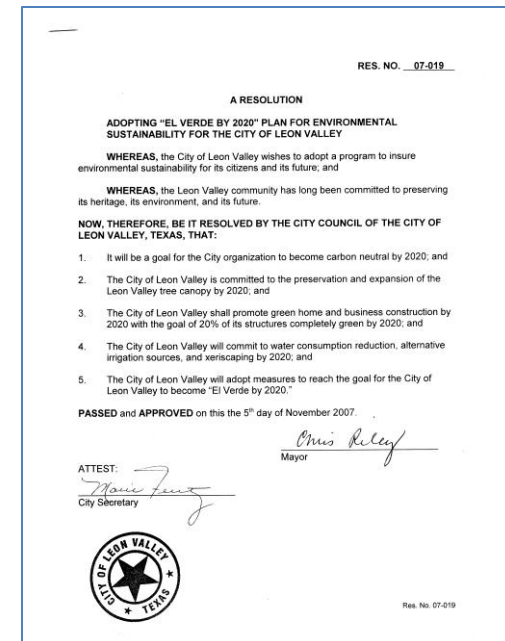 RES. NO. 07-019
A RESOLUTION
ADOPTING "EL VERDE BY 2020" PLAN FOR ENVIRONMENTAL
SUSTAINABILITY FOR THE CITY OF LEON VALLEY
WHEREAS, the City of Leon Valley wishes to adopt a program to insure
environmental sustainability for its citizens and its future; and
WHEREAS, the Leon Valley community has long been committed to preserving
its heritage, its environment, and its future.
NOW, THEREFORE, BE IT RESOLVED BY THE CITY COUNCIL OF THE CITY OF
LEON VALLEY, TEXAS, THAT:
1. It will be a goal for the City organization to become carbon neutral by 2020; and
2. The City of Leon Valley is committed to the preservation and expansion of the
Leon Valley tree canopy by 2020; and
3. The City of Leon Valley shall promote green home and business construction by
2020 with the goal of 20% of its structures completely green by 2020; and
4. The City of Leon Valley will commit to water consumption reduction, alternative
irrigation sources, and xeriscaping by 2020; and
5. The City of Leon Valley will adopt measures to reach the goal for the City of
Leon Valley to become "El Verde by 2020."
PASSED and APPROVED on this the 5th day of November 2007.
Chris Riley
Mayor
ATTEST:
Marie
City Secretary
CITY OF LEON VALLEY
TEXAS
Res. No. 07-019